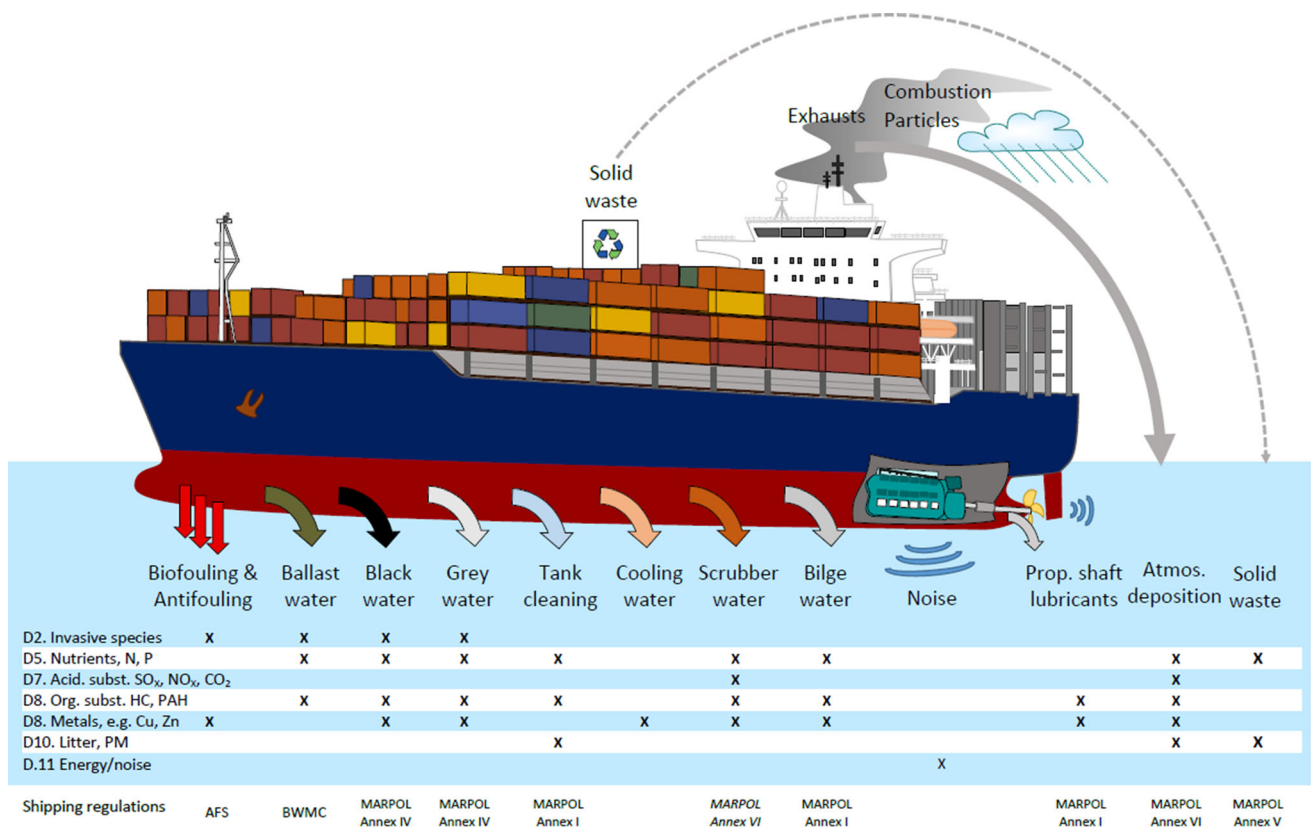 Combustion
Exhausts Particles
Solid
waste
Biofouling & Ballast Black Grey Tank Cooling Scrubber Bilge Prop. shaft Atmos. Solid
Antifouling water water water cleaning water water water Noise lubricants deposition waste
D2. Invasive species x x x x
D5. Nutrients, N, P x x x x x x x x
D7. Acid. subst. SOₓ, NOₓ, CO₂ x x
D8. Org. subst. HC, PAH x x x x x x x x
D8. Metals, e.g. Cu, Zn x x x x x x x x
D10. Litter, PM x x x
D.11 Energy/noise x
Shipping regulations AFS BWMC MARPOL MARPOL MARPOL MARPOL MARPOL MARPOL MARPOL MARPOL
Annex IV Annex IV Annex I Annex VI Annex I Annex I Annex VI Annex V